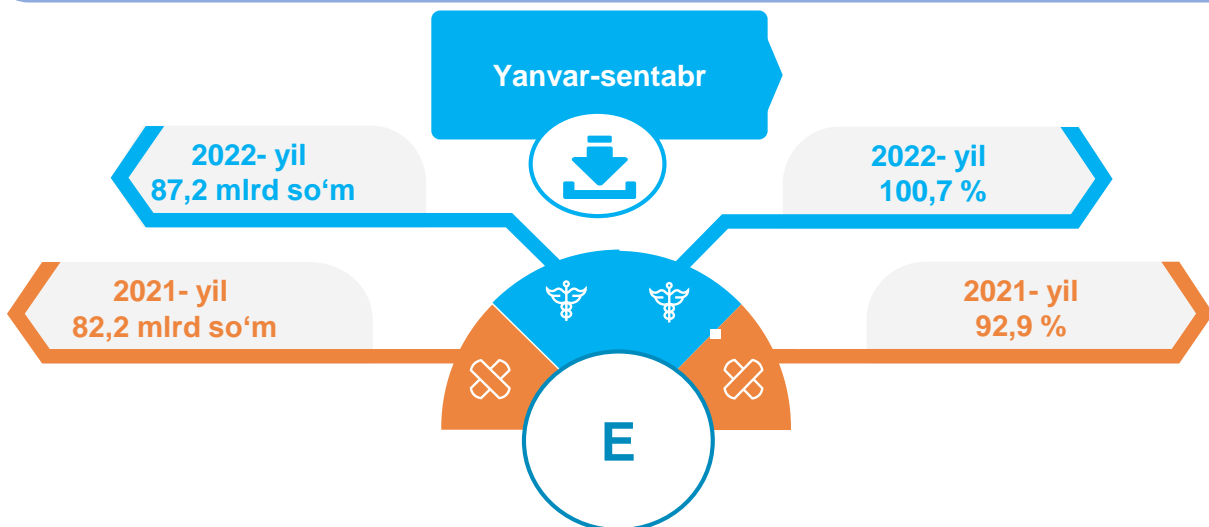 Yanvar-sentabr
2022- yil
87,2 mlrd so‘m
2022- yil
100,7 %
2021- yil
82,2 mlrd so‘m
2021- yil
92,9 %
E